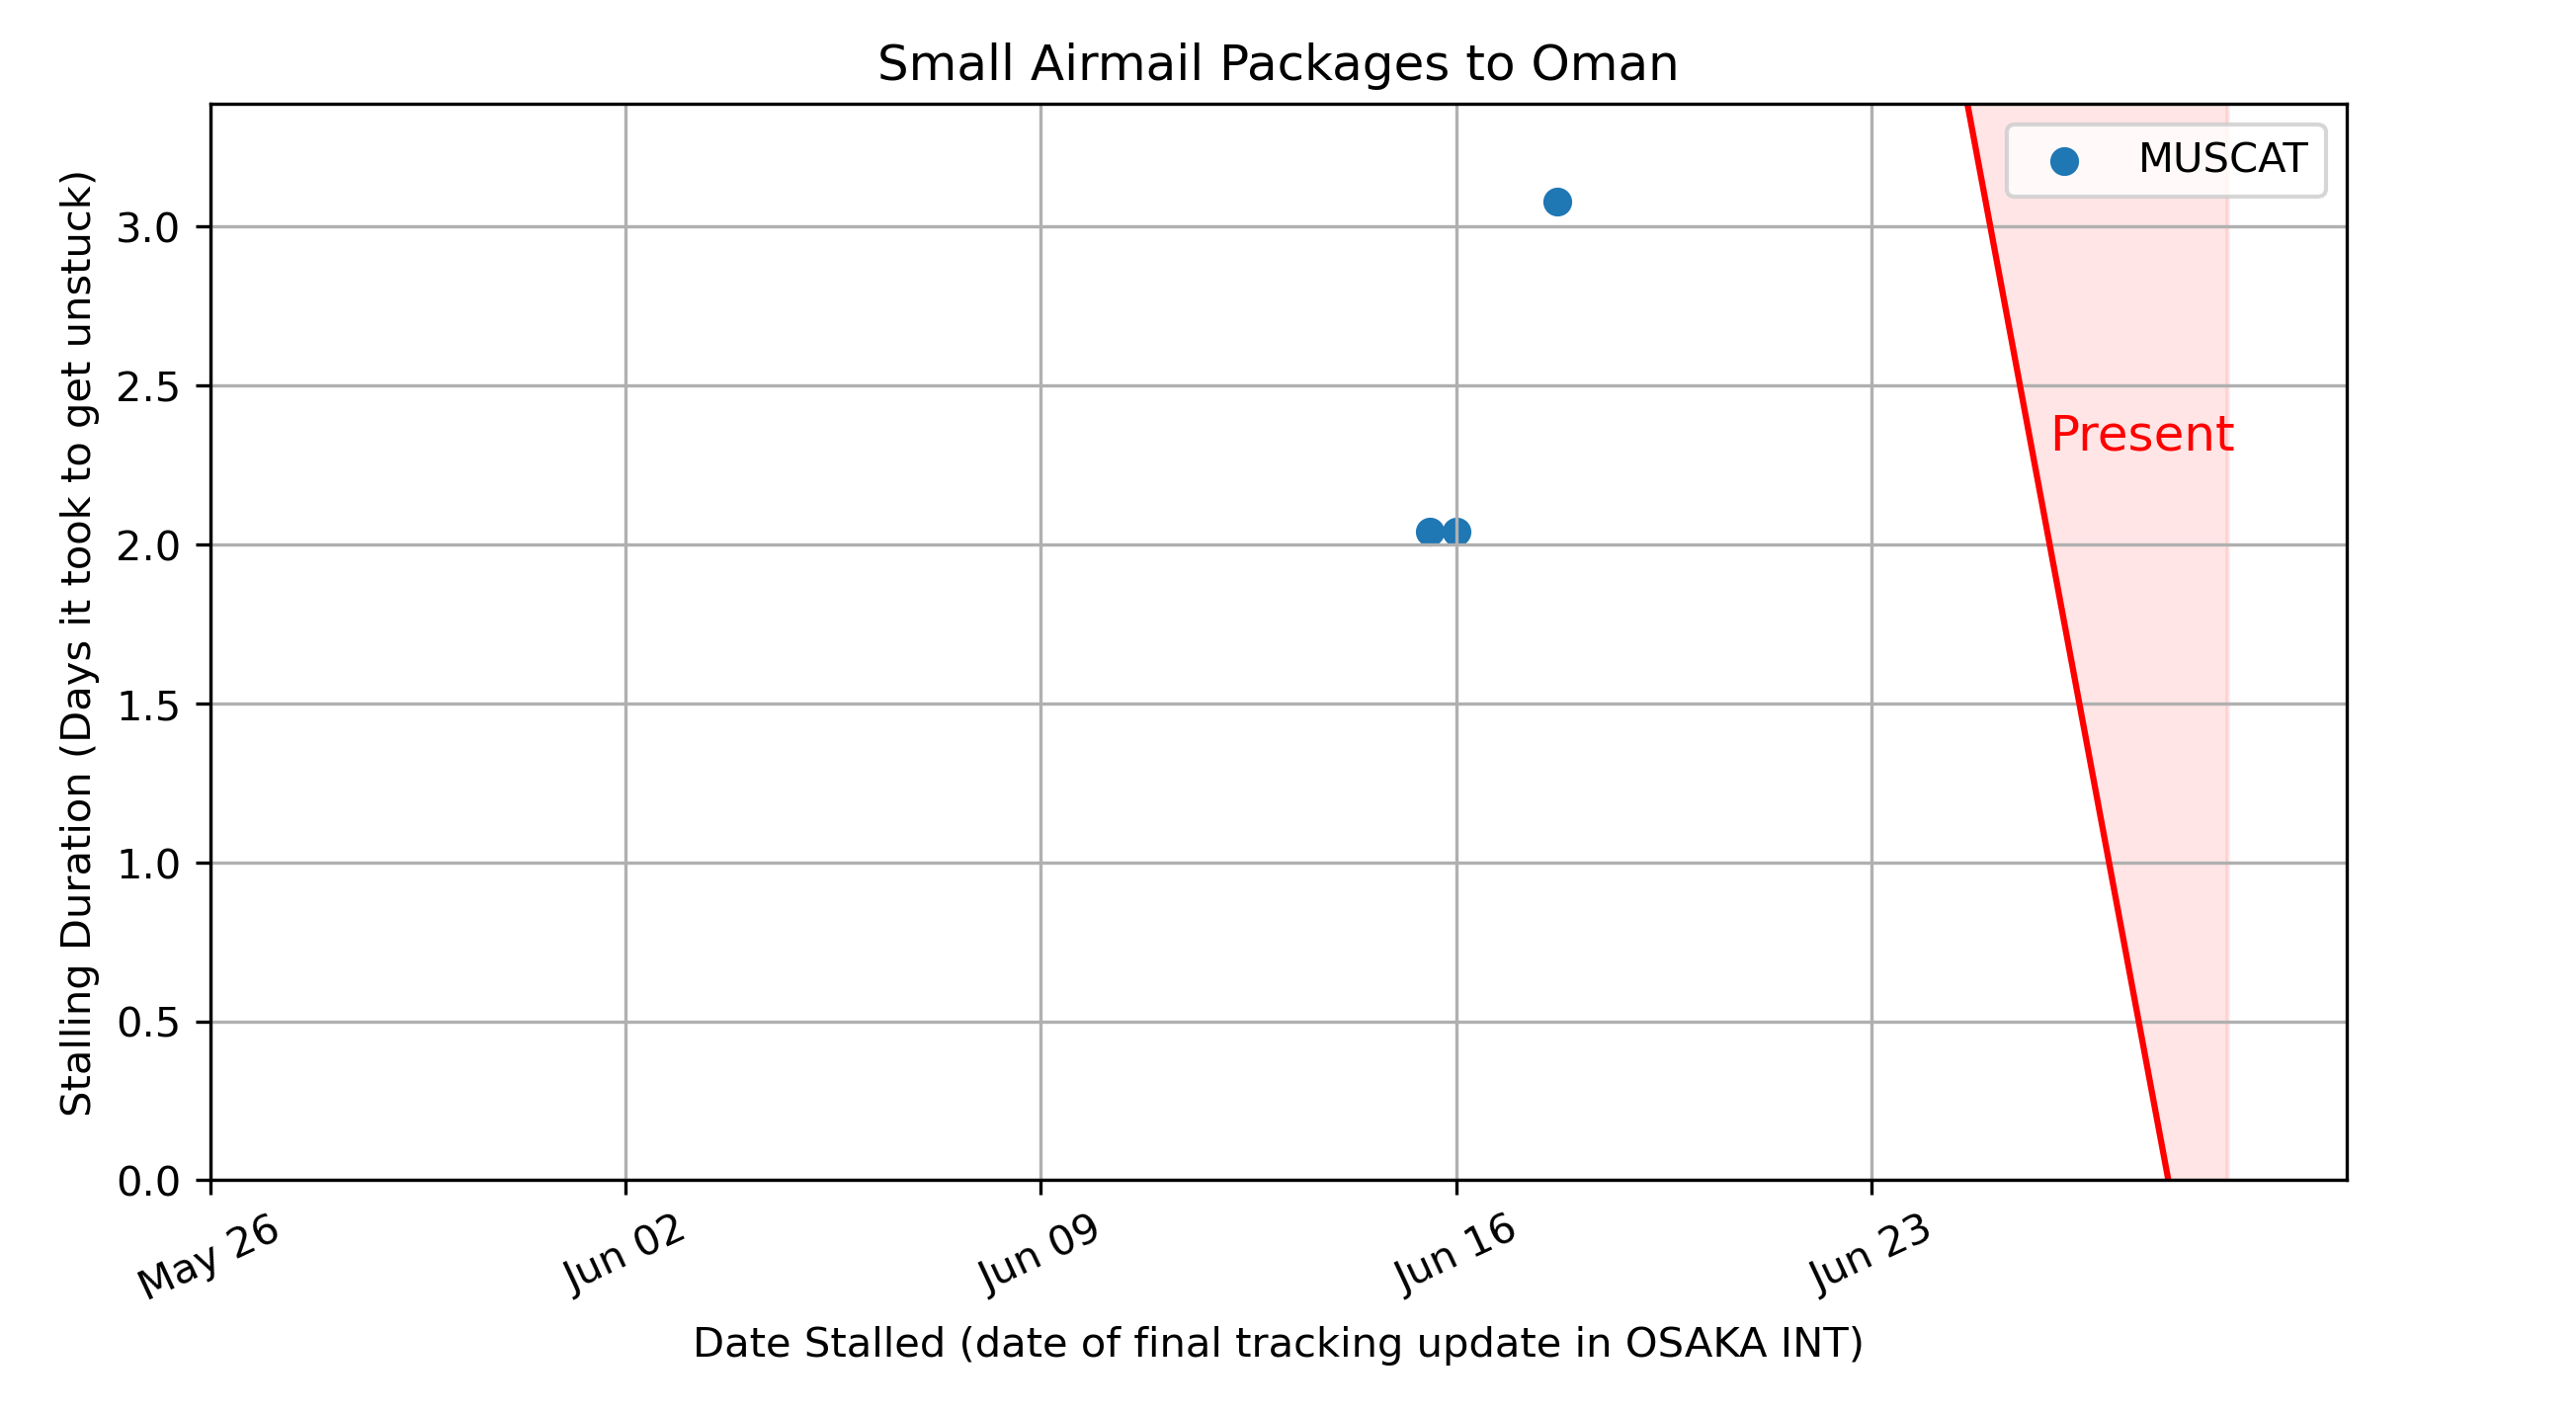 Small Airmail Packages to Oman
MUSCAT
Present
Stalling Duration (Days it took to get unstuck)
3.0
2.5
2.0
1.5
1.0
0.5
0.0
May 26
Jun 02
Jun 09
Jun 16
Jun 23
Date Stalled (date of final tracking update in OSAKA INT)